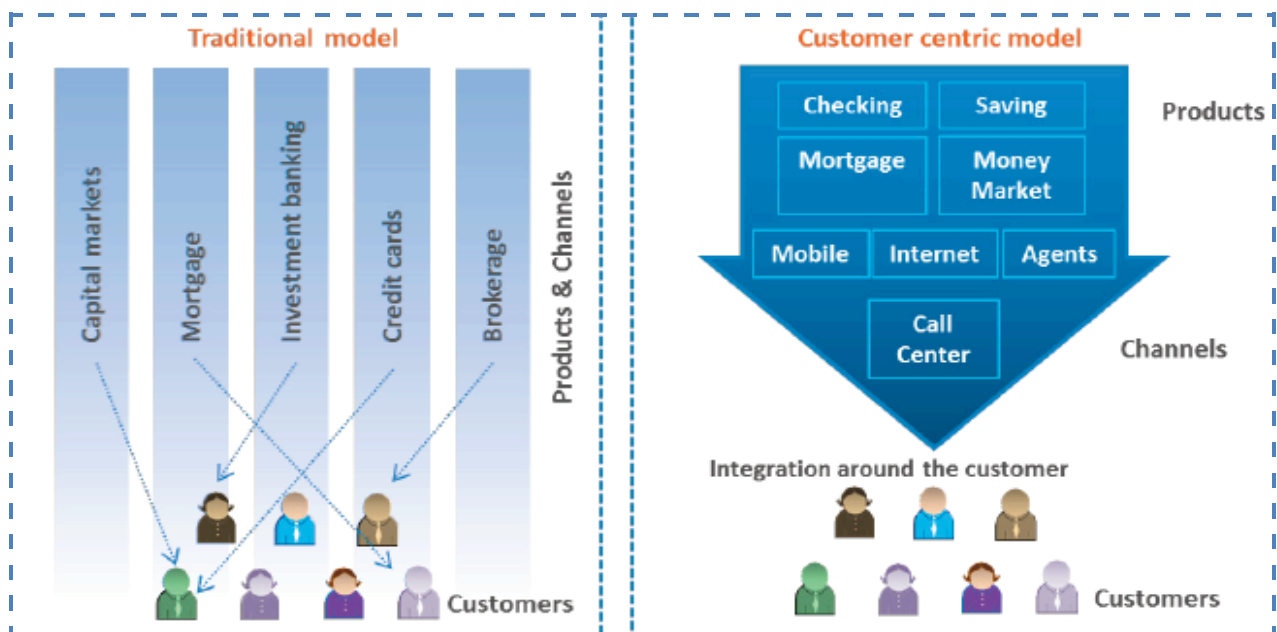 Traditional model
Capital markets
Mortgage
Investment banking
Credit cards
Brokerage
Products & Channels
Customers
Customer centric model
Checking
Saving
Mortgage
Money
Market
Products
Mobile
Internet
Agents
Call
Center
Channels
Integration around the customer
Customers